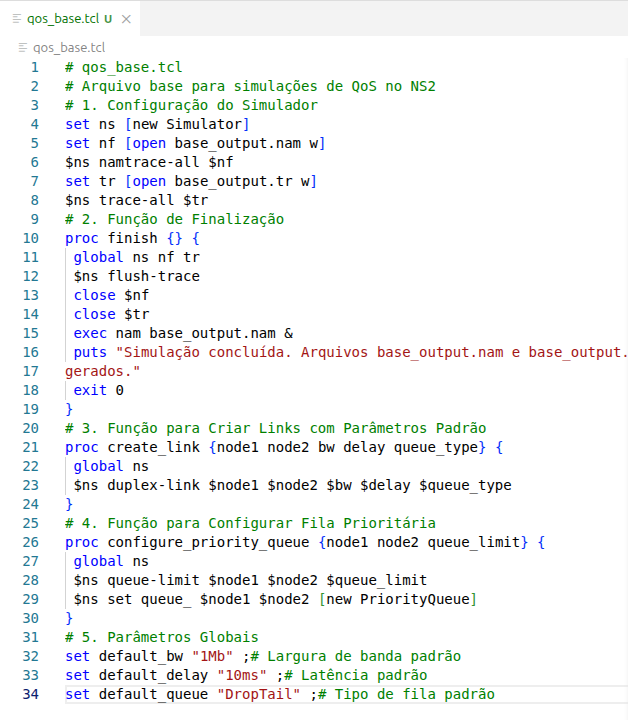 qos_base.tcl U
qos_base.tcl
1 # qos_base.tcl
2 # Arquivo base para simulações de QoS no NS2
3 # 1. Configuração do Simulador
4 set ns [new Simulator]
5 set nf [open base_output.nam w]
6 $ns namtrace-all $nf
7 set tr [open base_output.tr w]
8 $ns trace-all $tr
9 # 2. Função de Finalização
10 proc finish {} {
11 global ns nf tr
12 $ns flush-trace
13 close $nf
14 close $tr
15 exec nam base_output.nam &
16 puts "Simulação concluída. Arquivos base_output.nam e base_output.
17 gerados."
18 exit 0
19 }
20 # 3. Função para Criar Links com Parâmetros Padrão
21 proc create_link {node1 node2 bw delay queue_type} {
22 global ns
23 $ns duplex-link $node1 $node2 $bw $delay $queue_type
24 }
25 # 4. Função para Configurar Fila Prioritária
26 proc configure_priority_queue {node1 node2 queue_limit} {
27 global ns
28 $ns queue-limit $node1 $node2 $queue_limit
29 $ns set queue_ $node1 $node2 [new PriorityQueue]
30 }
31 # 5. Parâmetros Globais
32 set default_bw "1Mb" ;# Largura de banda padrão
33 set default_delay "10ms" ;# Latência padrão
34 set default_queue "DropTail" ;# Tipo de fila padrão